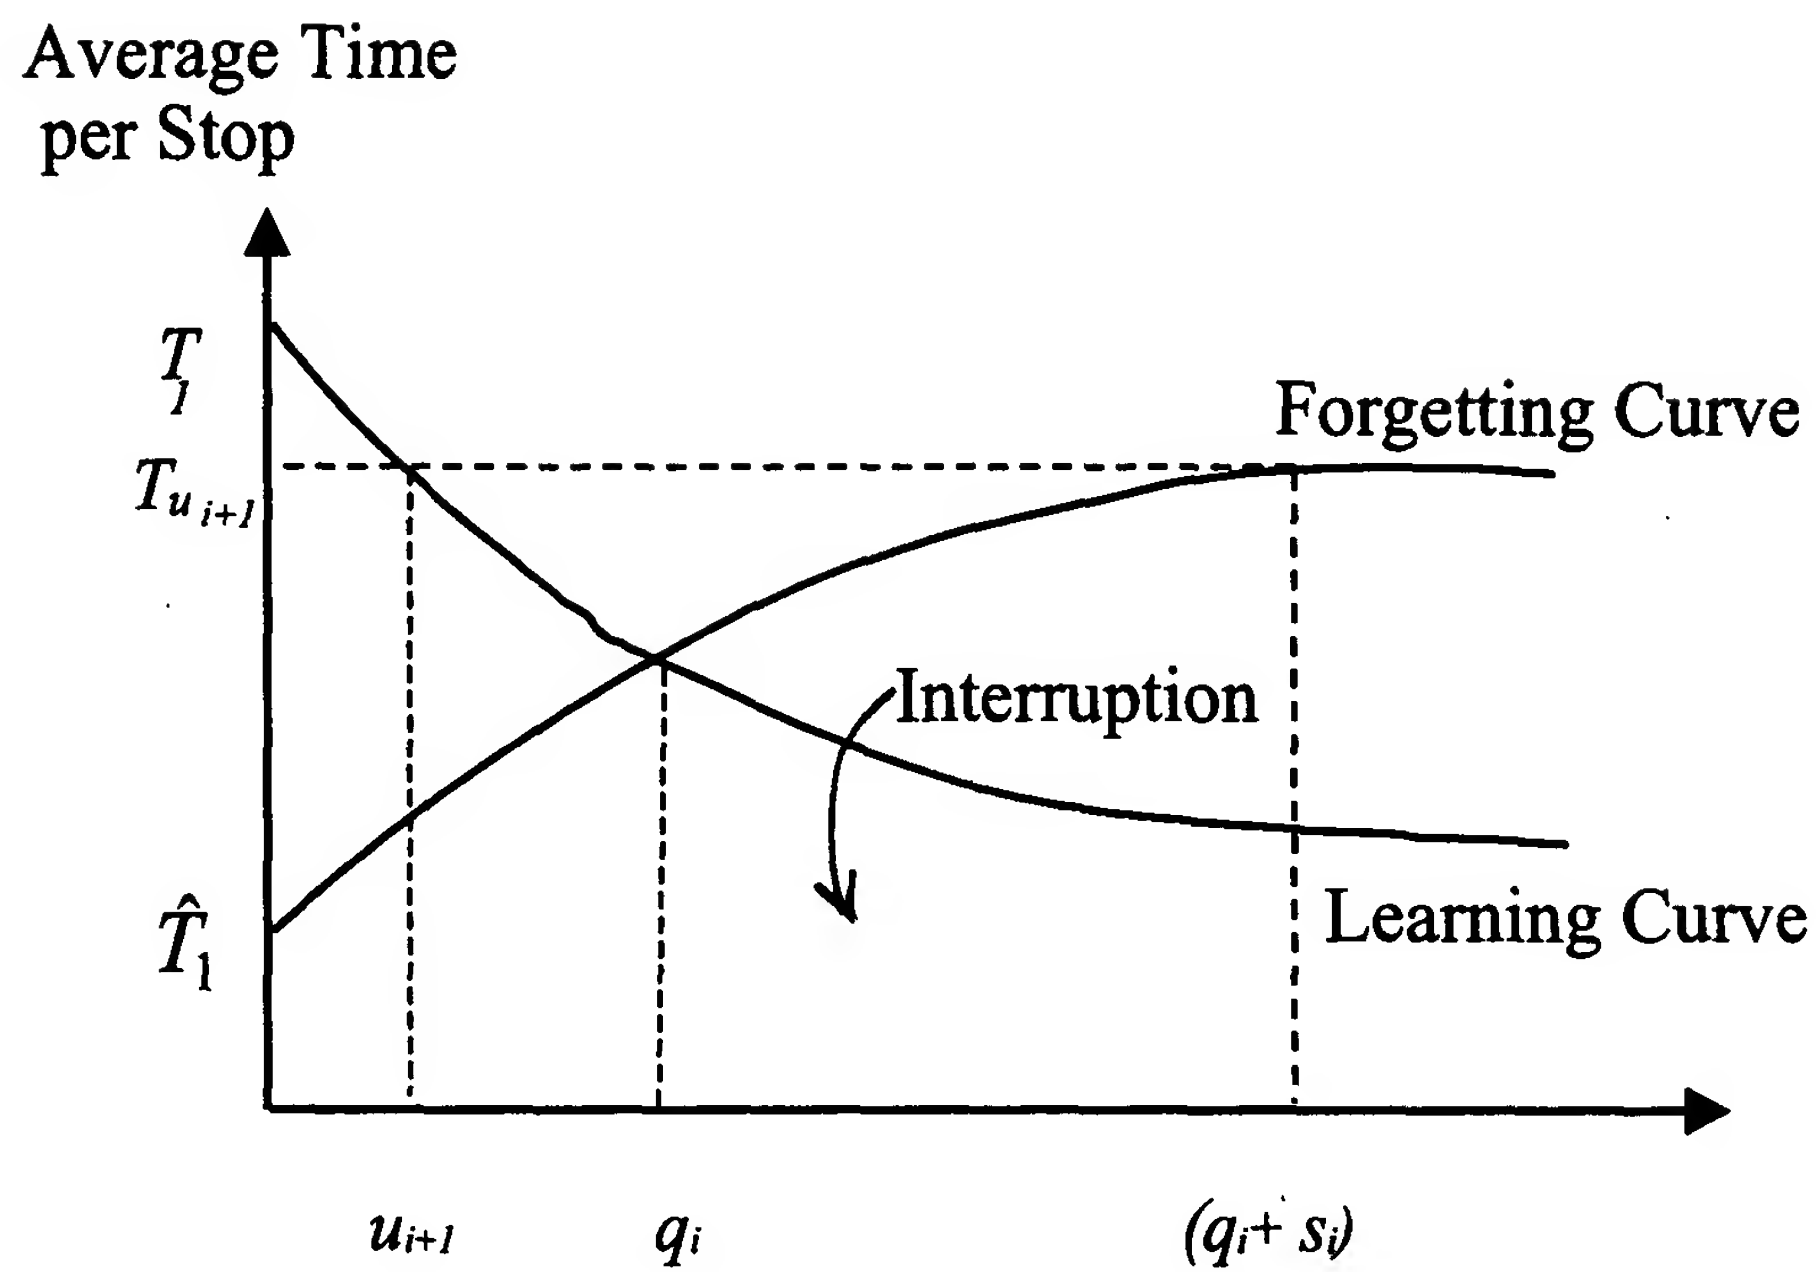 Average Time
per Stop
T₁
Tᵤ ᵢ₊₁
Forgetting Curve
Interruption
T̂₁
Learning Curve
uᵢ₊₁
qᵢ
(qᵢ+ sᵢ)